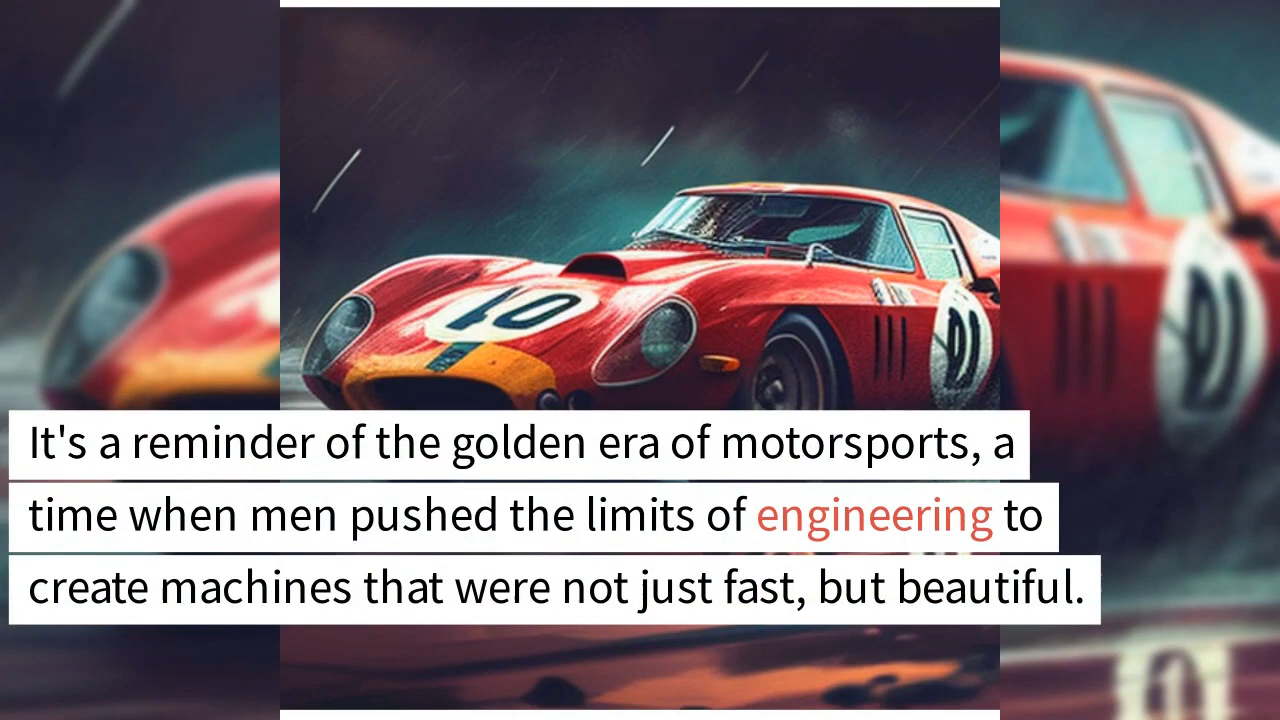 10
It's a reminder of the golden era of motorsports, a
time when men pushed the limits of engineering to
create machines that were not just fast, but beautiful.